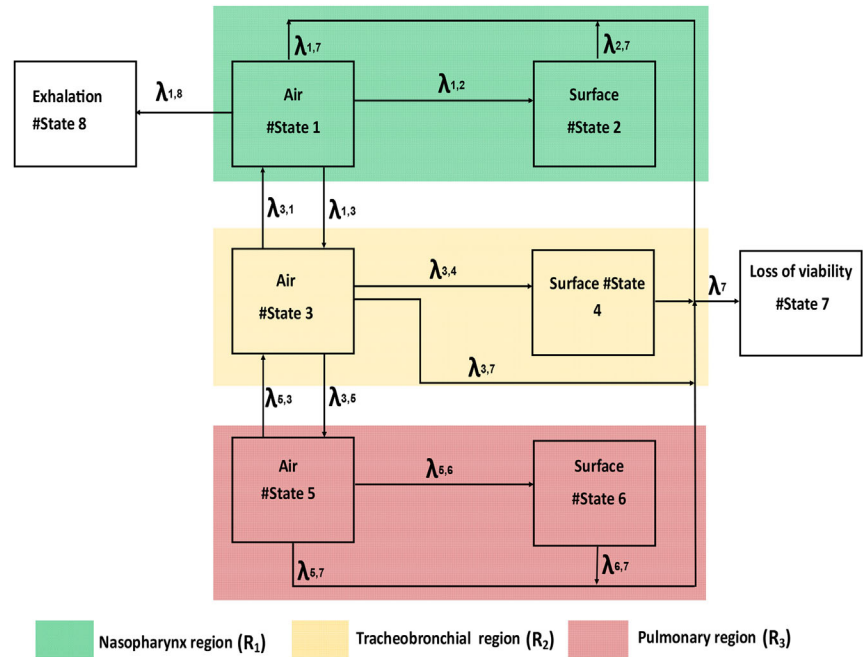 λ1,7
λ2,7
Exhalation
#State 8
λ1,8
Air
#State 1
λ1,2
Surface
#State 2
λ3,1
λ1,3
Air
#State 3
λ3,4
Surface #State
4
λ7
Loss of viability
#State 7
λ3,7
λ5,3
λ3,5
Air
#State 5
λ5,6
Surface
#State 6
λ5,7
λ6,7
Nasopharynx region (R1)
Tracheobronchial region (R2)
Pulmonary region (R3)